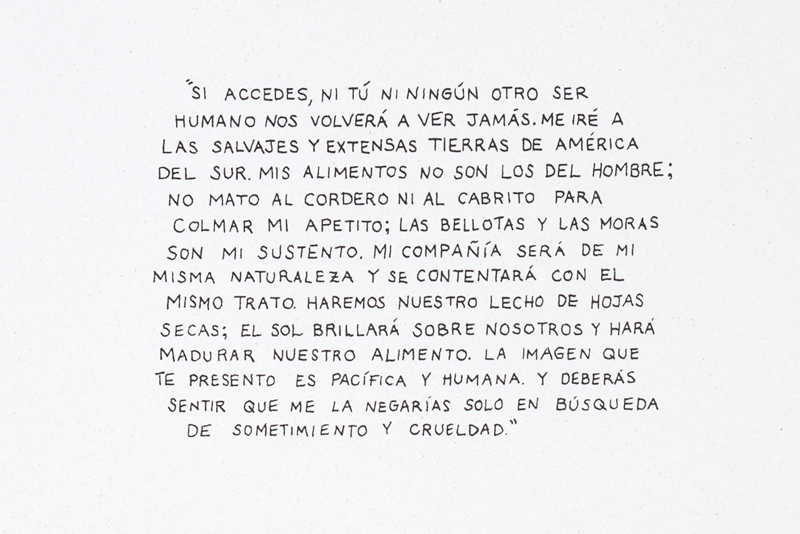 "SI ACCEDES, NI TÚ NI NINGÚN OTRO SER
HUMANO NOS VOLVERÁ A VER JAMÁS. ME IRÉ A
LAS SALVAJES Y EXTENSAS TIERRAS DE AMÉRICA
DEL SUR. MIS ALIMENTOS NO SON LOS DEL HOMBRE;
NO MATO AL CORDERO NI AL CABRITO PARA
COLMAR MI APETITO; LAS BELLOTAS Y LAS MORAS
SON MI SUSTENTO. MI COMPAÑÍA SERÁ DE MI
MISMA NATURALEZA Y SE CONTENTARÁ CON EL
MISMO TRATO. HAREMOS NUESTRO LECHO DE HOJAS
SECAS; EL SOL BRILLARÁ SOBRE NOSOTROS Y HARÁ
MADURAR NUESTRO ALIMENTO. LA IMAGEN QUE
TE PRESENTO ES PACÍFICA Y HUMANA. Y DEBERÁS
SENTIR QUE ME LA NEGARÍAS SOLO EN BÚSQUEDA
DE SOMETIMIENTO Y CRUELDAD."